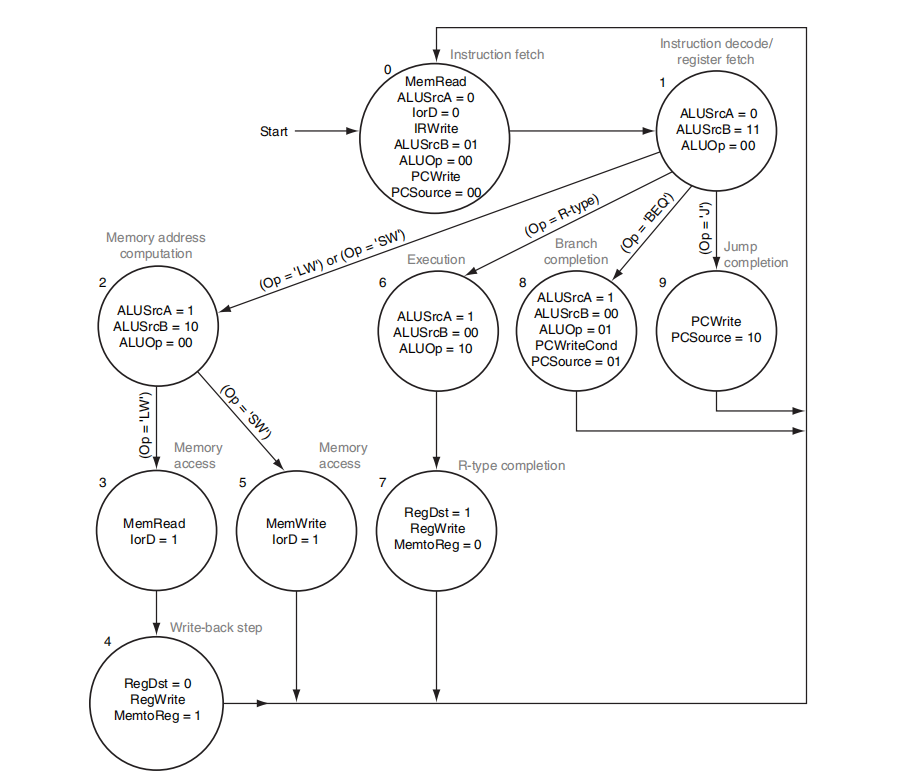 Instruction fetch
0
MemRead
ALUSrcA = 0
IorD = 0
IRWrite
ALUSrcB = 01
ALUOp = 00
PCWrite
PCSource = 00
Start
Instruction decode/
register fetch
1
ALUSrcA = 0
ALUSrcB = 11
ALUOp = 00
(Op = 'LW') or (Op = 'SW')
(Op = R-type)
(Op = 'BEQ')
(Op = 'J')
Memory address
computation
2
ALUSrcA = 1
ALUSrcB = 10
ALUOp = 00
Execution
6
ALUSrcA = 1
ALUSrcB = 00
ALUOp = 10
Branch
completion
8
ALUSrcA = 1
ALUSrcB = 00
ALUOp = 01
PCWriteCond
PCSource = 01
Jump
completion
9
PCWrite
PCSource = 10
(Op = 'LW')
(Op = 'SW')
Memory
access
3
MemRead
IorD = 1
Memory
access
5
MemWrite
IorD = 1
R-type completion
7
RegDst = 1
RegWrite
MemtoReg = 0
Write-back step
4
RegDst = 0
RegWrite
MemtoReg = 1